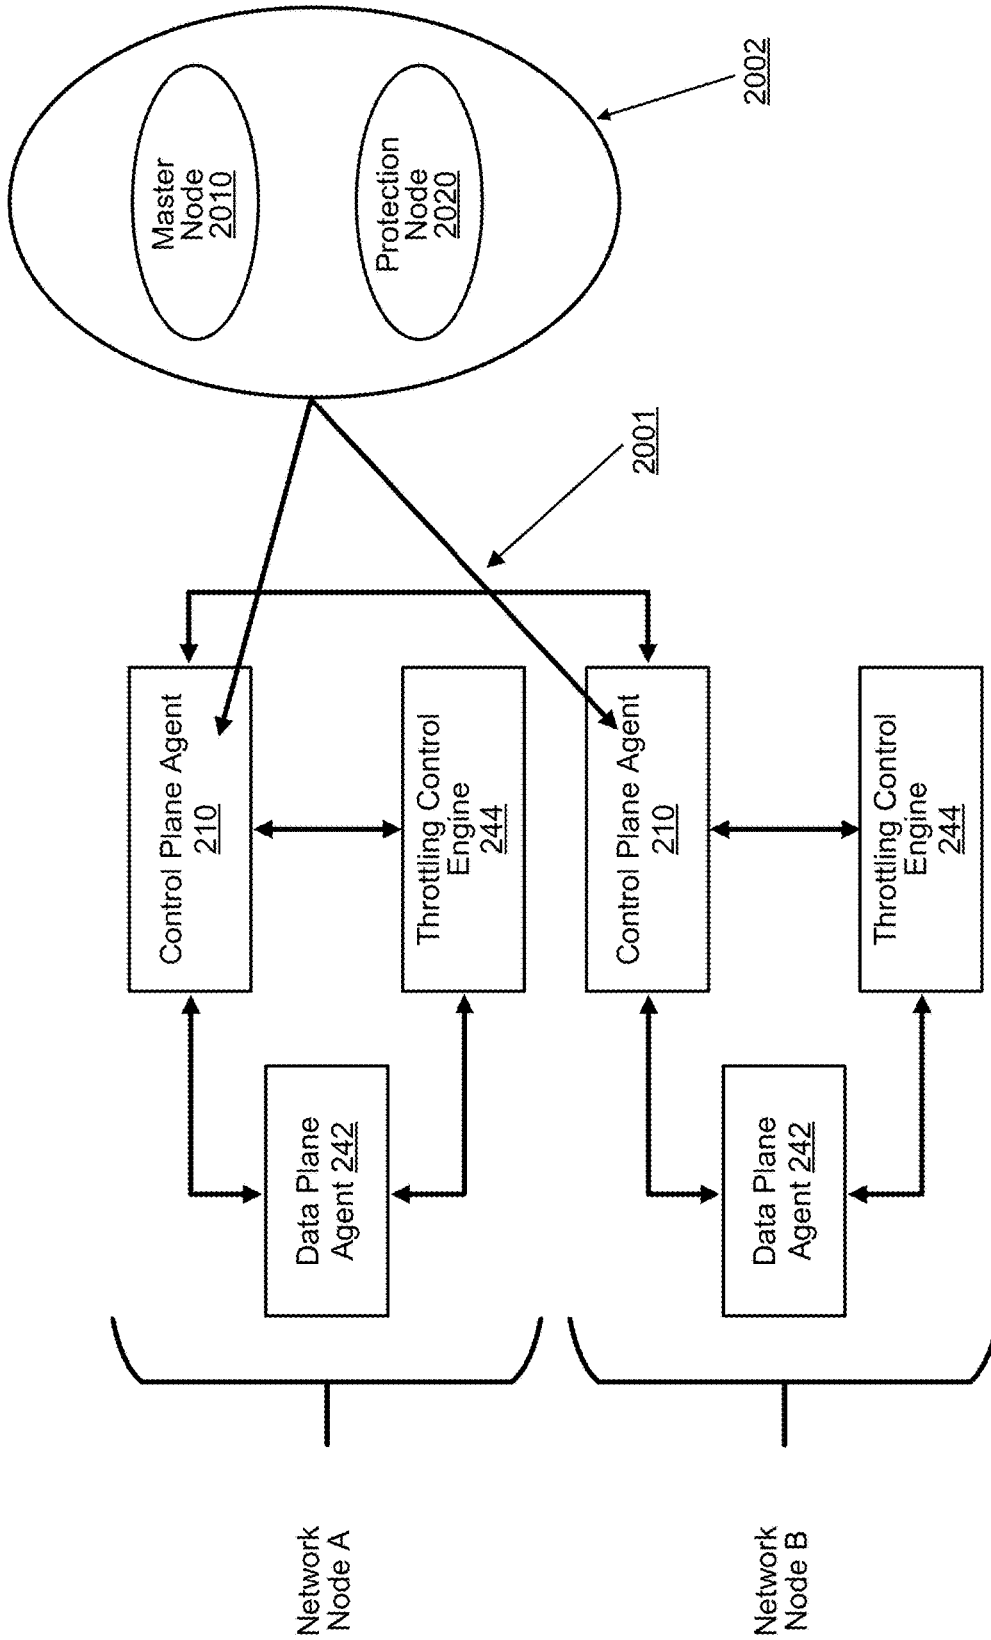 Network
Node A
Data Plane
Agent 242
Control Plane Agent
210
Throttling Control
Engine
244
Network
Node B
Data Plane
Agent 242
Control Plane Agent
210
Throttling Control
Engine
244
2001
Master
Node
2010
Protection
Node
2020
2002